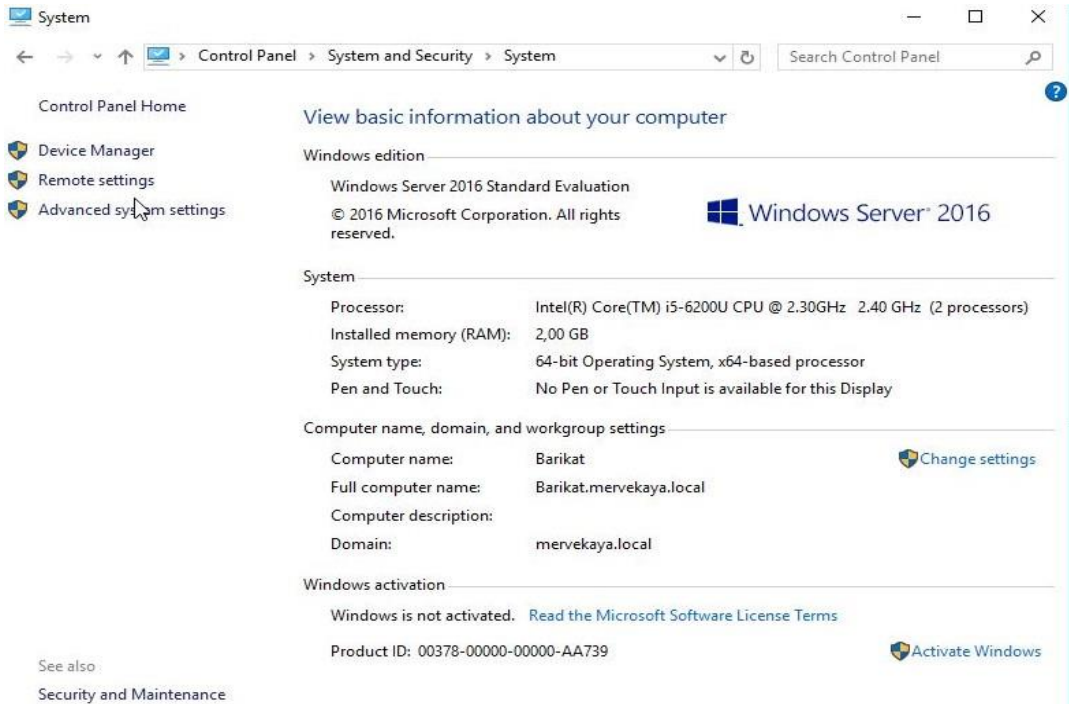 System
Control Panel > System and Security > System
Search Control Panel
Control Panel Home
Device Manager
Remote settings
Advanced system settings
See also
Security and Maintenance
View basic information about your computer
Windows edition
Windows Server 2016 Standard Evaluation
© 2016 Microsoft Corporation. All rights
reserved.
Windows Server® 2016
System
Processor: Intel(R) Core(TM) i5-6200U CPU @ 2.30GHz 2.40 GHz (2 processors)
Installed memory (RAM): 2,00 GB
System type: 64-bit Operating System, x64-based processor
Pen and Touch: No Pen or Touch Input is available for this Display
Computer name, domain, and workgroup settings
Computer name: Barikat
Change settings
Full computer name: Barikat.mervekaya.local
Computer description:
Domain: mervekaya.local
Windows activation
Windows is not activated. Read the Microsoft Software License Terms
Product ID: 00378-00000-00000-AA739
Activate Windows